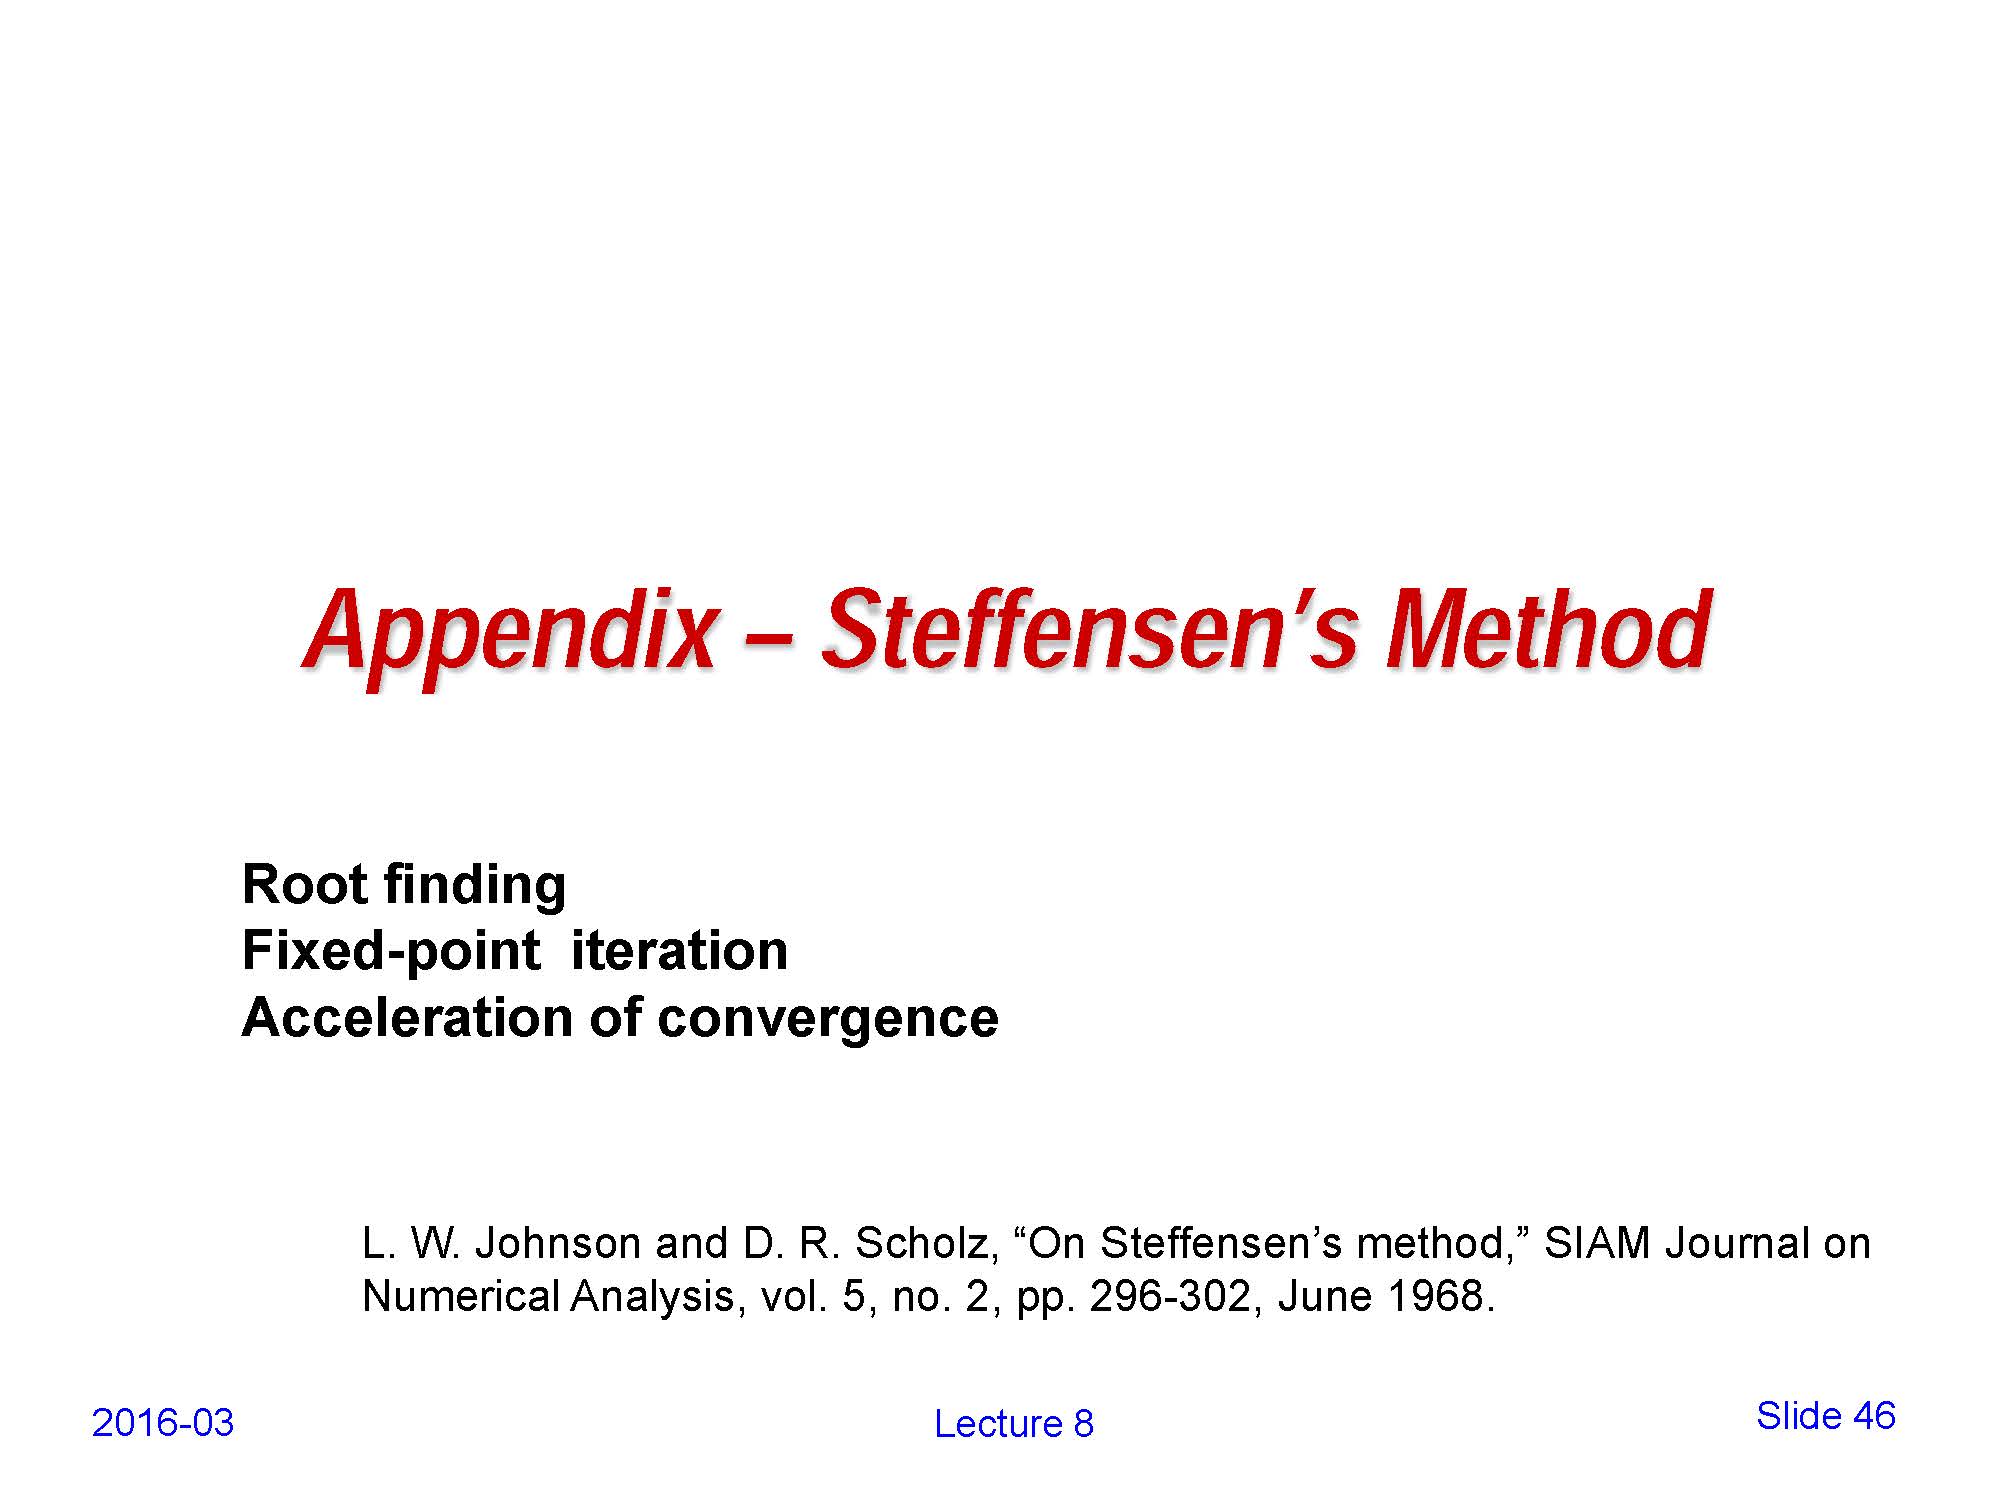 Appendix – Steffensen’s Method
Root finding
Fixed-point  iteration
Acceleration of convergence
L. W. Johnson and D. R. Scholz, “On Steffensen’s method,” SIAM Journal on
Numerical Analysis, vol. 5, no. 2, pp. 296-302, June 1968.
2016-03
Lecture 8
Slide 46